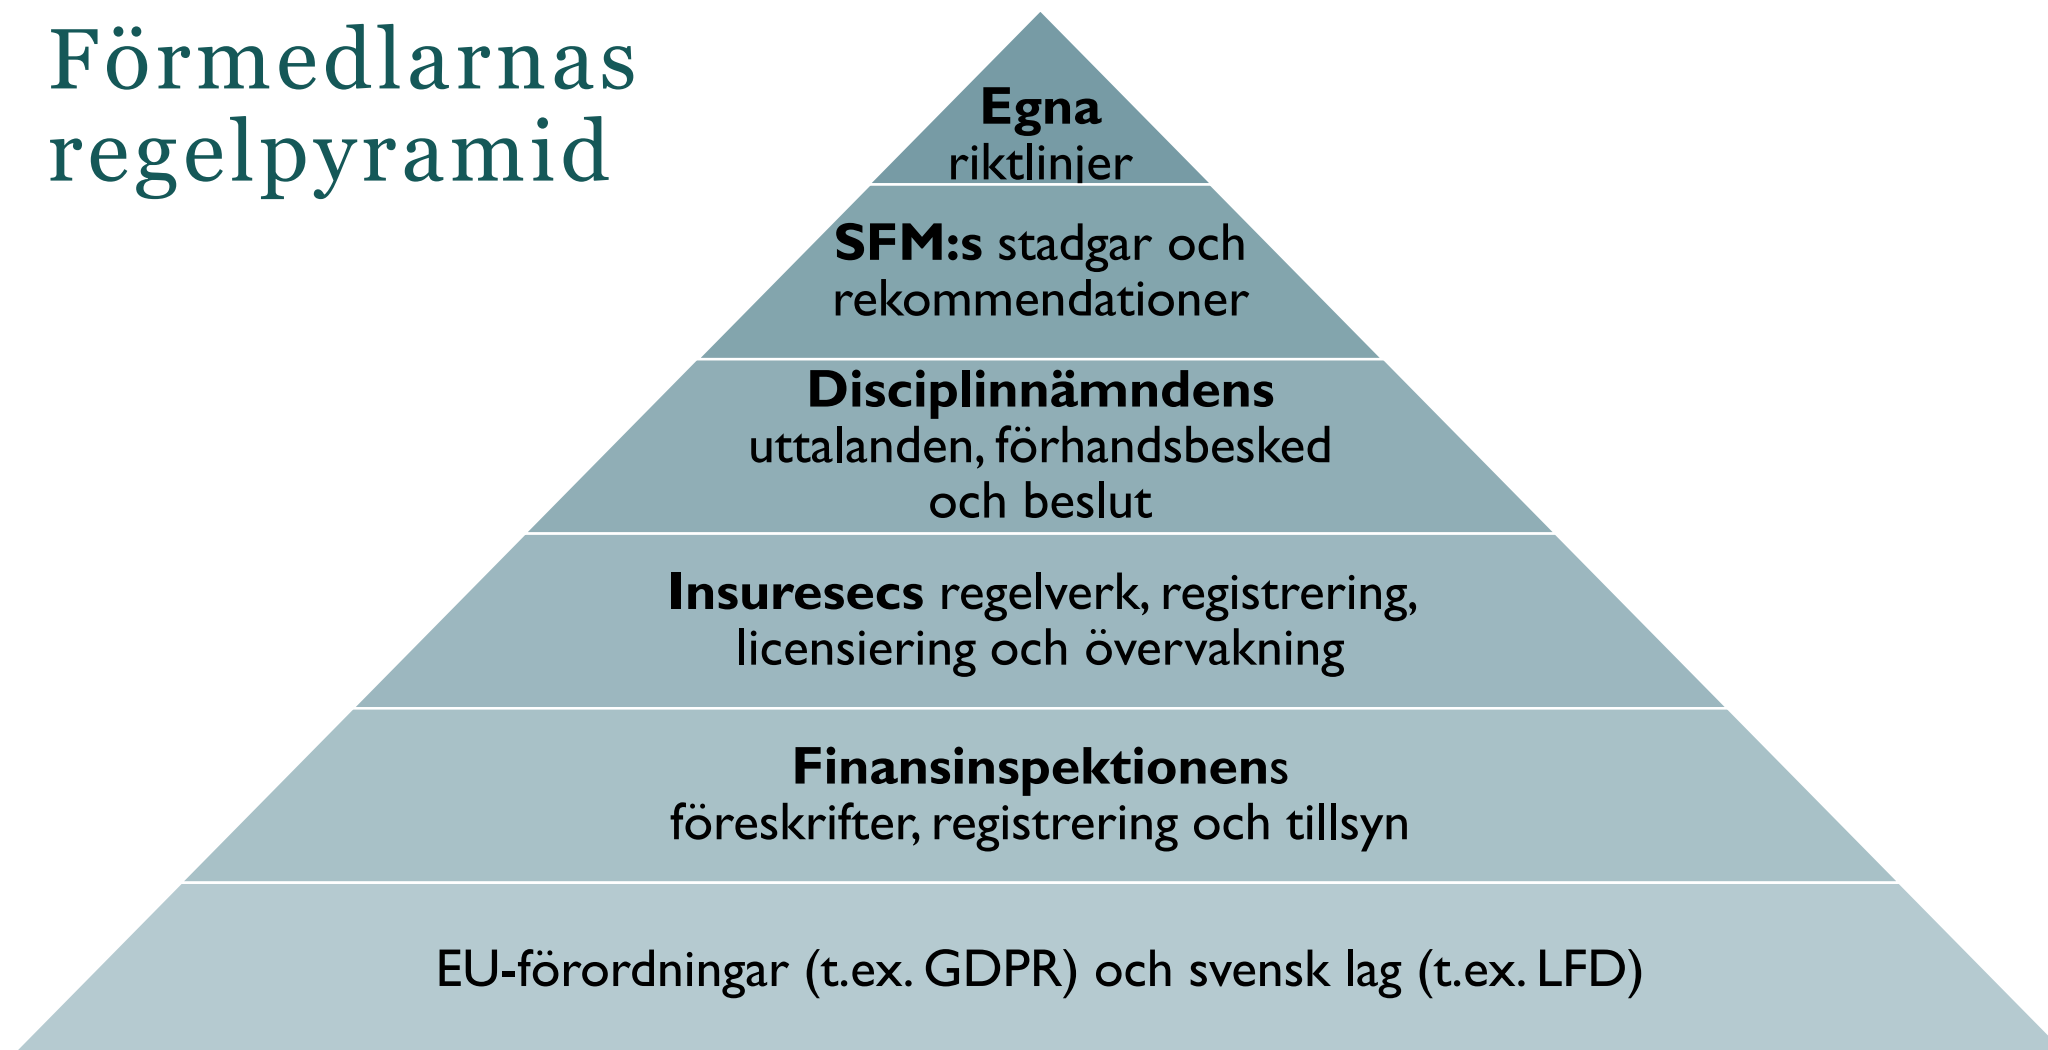 Förmedlarnas
regelpyramid
Egna
riktlinjer
SFM:s stadgar och
rekommendationer
Disciplinnämndens
uttalanden, förhandsbesked
och beslut
Insuresecs regelverk, registrering,
licensiering och övervakning
Finansinspektionens
föreskrifter, registrering och tillsyn
EU-förordningar (t.ex. GDPR) och svensk lag (t.ex. LFD)